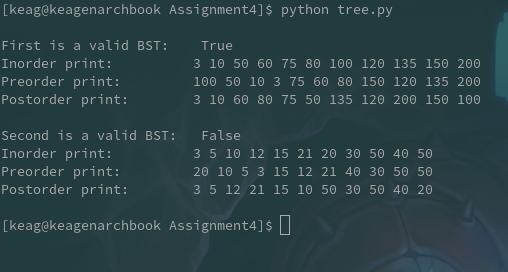 [keag@keagenarchbook Assignment4]$ python tree.py
First is a valid BST:    True
Inorder print:          3 10 50 60 75 80 100 120 135 150 200
Preorder print:         100 50 10 3 75 60 80 150 120 135 200
Postorder print:        3 10 60 80 75 50 135 120 200 150 100
Second is a valid BST:   False
Inorder print:          3 5 10 12 15 21 20 30 50 40 50
Preorder print:         20 10 5 3 15 12 21 40 30 50 50
Postorder print:        3 5 12 21 15 10 50 30 50 40 20
[keag@keagenarchbook Assignment4]$